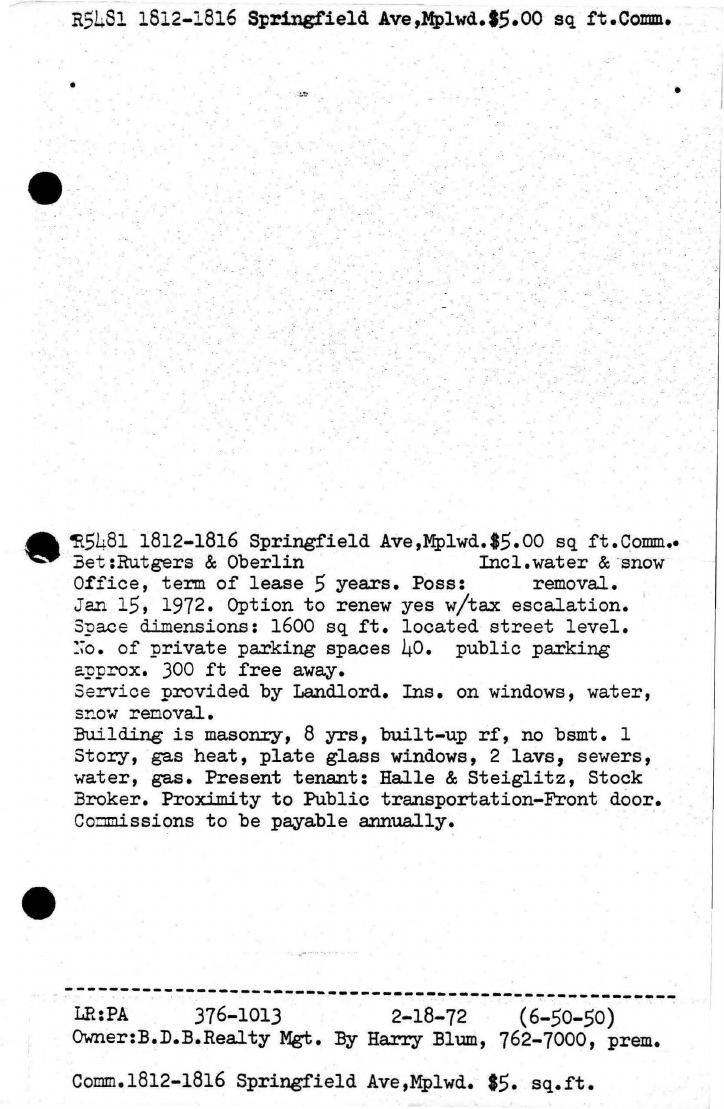 R5481 1812-1816 Springfield Ave,Mplwd.$5.00 sq ft.Comm.
R5481 1812-1816 Springfield Ave,Mplwd.$5.00 sq ft.Comm.
Bet:Rutgers & Oberlin Incl.water & snow
Office, term of lease 5 years. Poss: removal.
Jan 15, 1972. Option to renew yes w/tax escalation.
Space dimensions: 1600 sq ft. located street level.
No. of private parking spaces 40. public parking
approx. 300 ft free away.
Service provided by Landlord. Ins. on windows, water,
snow removal.
Building is masonry, 8 yrs, built-up rf, no bsmt. 1
Story, gas heat, plate glass windows, 2 lavs, sewers,
water, gas. Present tenant: Halle & Steiglitz, Stock
Broker. Proximity to Public transportation-Front door.
Commissions to be payable annually.
LR:PA 376-1013 2-18-72 (6-50-50)
Owner:B.D.B.Realty Mgt. By Harry Blum, 762-7000, prem.
Comm.1812-1816 Springfield Ave,Mplwd. $5. sq.ft.